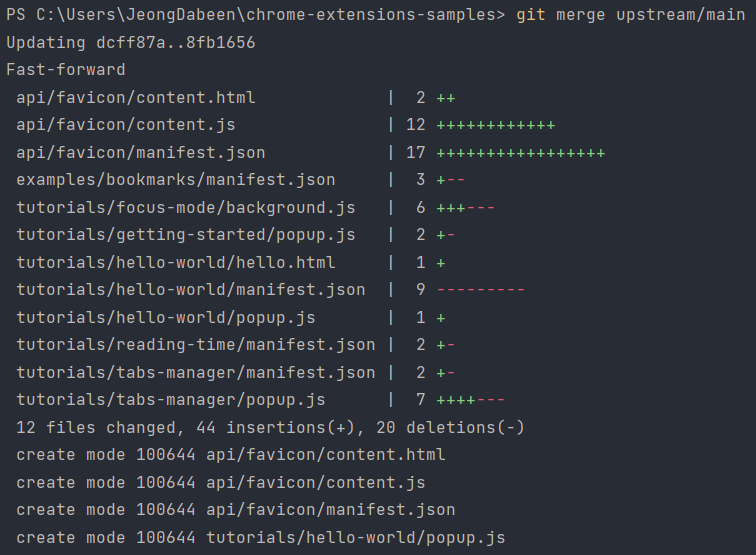 PS C:\Users\JeongDabeen\chrome-extensions-samples> git merge upstream/main
Updating dcff87a..8fb1656
Fast-forward
 api/favicon/content.html             |  2 ++
 api/favicon/content.js               | 12 ++++++++++++
 api/favicon/manifest.json            | 17 +++++++++++++++++
 examples/bookmarks/manifest.json     |  3 +--
 tutorials/focus-mode/background.js   |  6 +++---
 tutorials/getting-started/popup.js   |  2 +-
 tutorials/hello-world/hello.html     |  1 +
 tutorials/hello-world/manifest.json  |  9 ---------
 tutorials/hello-world/popup.js       |  1 +
 tutorials/reading-time/manifest.json |  2 +-
 tutorials/tabs-manager/manifest.json |  2 +-
 tutorials/tabs-manager/popup.js      |  7 ++++---
 12 files changed, 44 insertions(+), 20 deletions(-)
 create mode 100644 api/favicon/content.html
 create mode 100644 api/favicon/content.js
 create mode 100644 api/favicon/manifest.json
 create mode 100644 tutorials/hello-world/popup.js